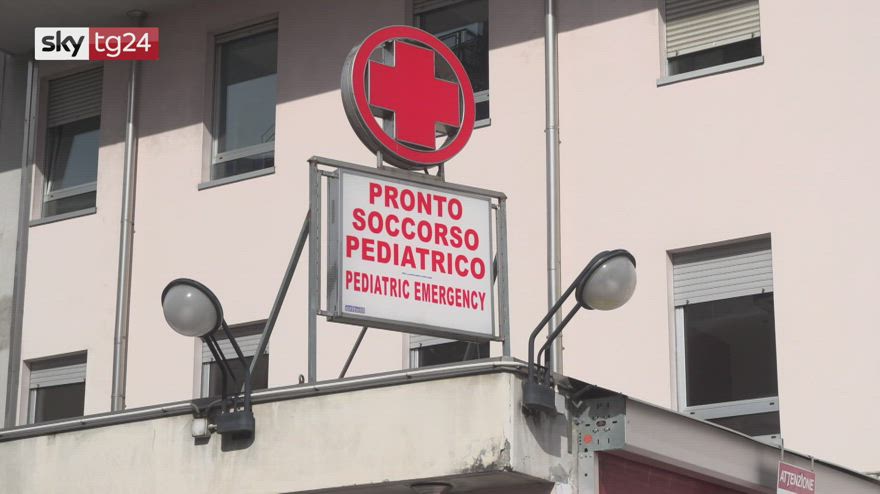 sky tg24
PRONTO
SOCCORSO
PEDIATRICO
PEDIATRIC EMERGENCY
ATTENZIONE